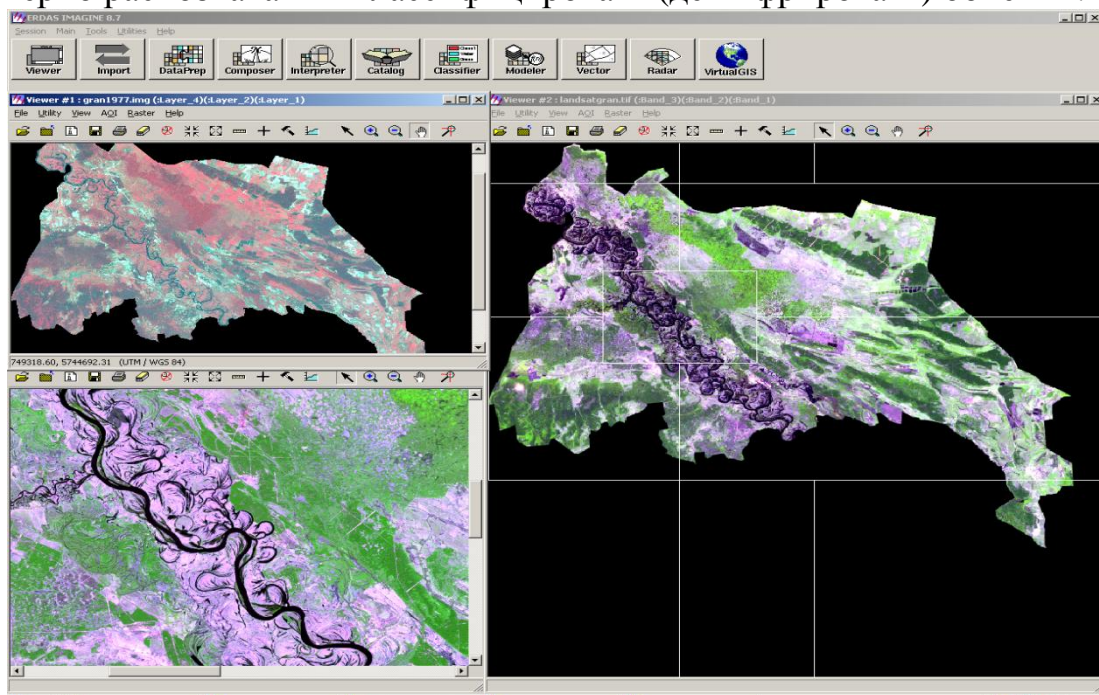 ERDAS IMAGINE 8.7
Session Main Tools Utilities Help
Viewer Import DataPrep Composer Interpreter Catalog Classifier Modeler Vector Radar VirtualGIS
Viewer #1 : gran1977.img (:Layer_4)(:Layer_2)(:Layer_1)
File Utility View AOI Raster Help
749318.60, 5744692.31 (UTM / WGS 84)
Viewer #2 : landsatgran.tif (:Band_3)(:Band_2)(:Band_1)
File Utility View AOI Raster Help